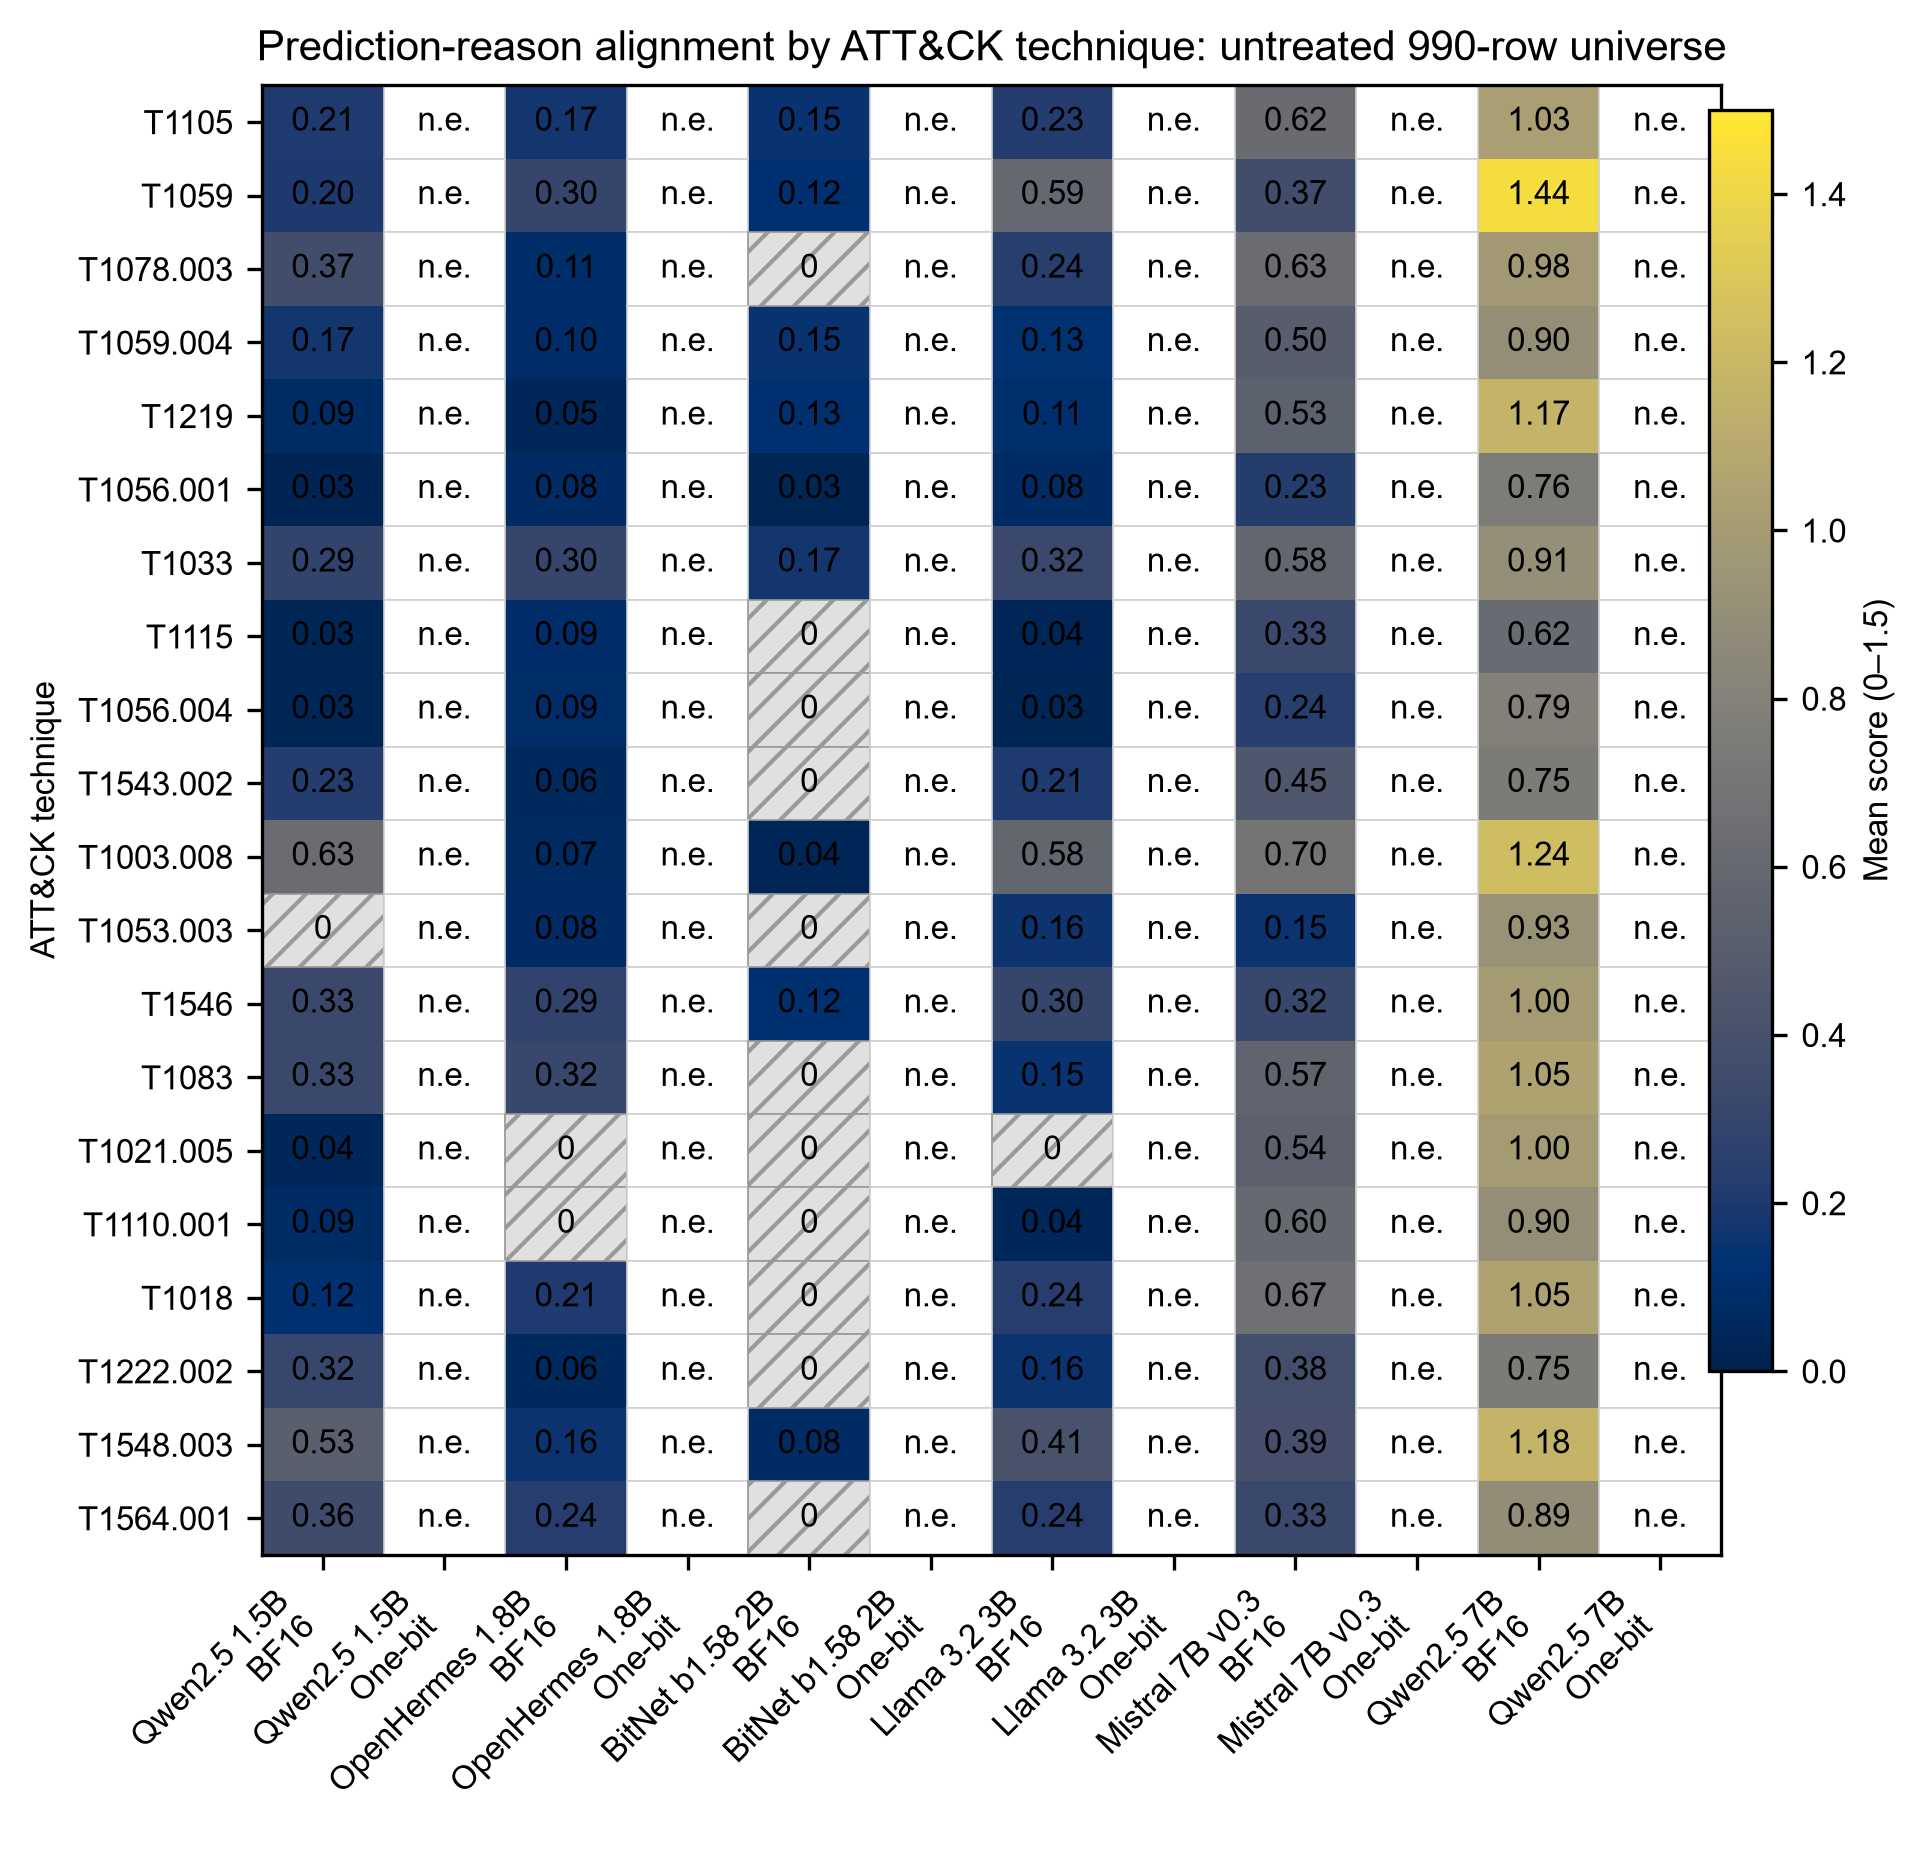 Prediction-reason alignment by ATT&CK technique: untreated 990-row universe
T1105 0.21 n.e. 0.17 n.e. 0.15 n.e. 0.23 n.e. 0.62 n.e. 1.03 n.e.
T1059 0.20 n.e. 0.30 n.e. 0.12 n.e. 0.59 n.e. 0.37 n.e. 1.44 n.e.
T1078.003 0.37 n.e. 0.11 n.e. 0 n.e. 0.24 n.e. 0.63 n.e. 0.98 n.e.
T1059.004 0.17 n.e. 0.10 n.e. 0.15 n.e. 0.13 n.e. 0.50 n.e. 0.90 n.e.
T1219 0.09 n.e. 0.05 n.e. 0.13 n.e. 0.11 n.e. 0.53 n.e. 1.17 n.e.
T1056.001 0.03 n.e. 0.08 n.e. 0.03 n.e. 0.08 n.e. 0.23 n.e. 0.76 n.e.
T1033 0.29 n.e. 0.30 n.e. 0.17 n.e. 0.32 n.e. 0.58 n.e. 0.91 n.e.
T1115 0.03 n.e. 0.09 n.e. 0 n.e. 0.04 n.e. 0.33 n.e. 0.62 n.e.
T1056.004 0.03 n.e. 0.09 n.e. 0 n.e. 0.03 n.e. 0.24 n.e. 0.79 n.e.
T1543.002 0.23 n.e. 0.06 n.e. 0 n.e. 0.21 n.e. 0.45 n.e. 0.75 n.e.
T1003.008 0.63 n.e. 0.07 n.e. 0.04 n.e. 0.58 n.e. 0.70 n.e. 1.24 n.e.
T1053.003 0 n.e. 0.08 n.e. 0 n.e. 0.16 n.e. 0.15 n.e. 0.93 n.e.
T1546 0.33 n.e. 0.29 n.e. 0.12 n.e. 0.30 n.e. 0.32 n.e. 1.00 n.e.
T1083 0.33 n.e. 0.32 n.e. 0 n.e. 0.15 n.e. 0.57 n.e. 1.05 n.e.
T1021.005 0.04 n.e. 0 n.e. 0 n.e. 0 n.e. 0.54 n.e. 1.00 n.e.
T1110.001 0.09 n.e. 0 n.e. 0 n.e. 0.04 n.e. 0.60 n.e. 0.90 n.e.
T1018 0.12 n.e. 0.21 n.e. 0 n.e. 0.24 n.e. 0.67 n.e. 1.05 n.e.
T1222.002 0.32 n.e. 0.06 n.e. 0 n.e. 0.16 n.e. 0.38 n.e. 0.75 n.e.
T1548.003 0.53 n.e. 0.16 n.e. 0.08 n.e. 0.41 n.e. 0.39 n.e. 1.18 n.e.
T1564.001 0.36 n.e. 0.24 n.e. 0 n.e. 0.24 n.e. 0.33 n.e. 0.89 n.e.
ATT&CK technique
Qwen2.5 1.5B
BF16
Qwen2.5 1.5B
One-bit
OpenHermes 1.8B
BF16
OpenHermes 1.8B
One-bit
BitNet b1.58 2B
BF16
BitNet b1.58 2B
One-bit
Llama 3.2 3B
BF16
Llama 3.2 3B
One-bit
Mistral 7B v0.3
BF16
Mistral 7B v0.3
One-bit
Qwen2.5 7B
BF16
Qwen2.5 7B
One-bit
1.4
1.2
1.0
0.8
0.6
0.4
0.2
0.0
Mean score (0–1.5)